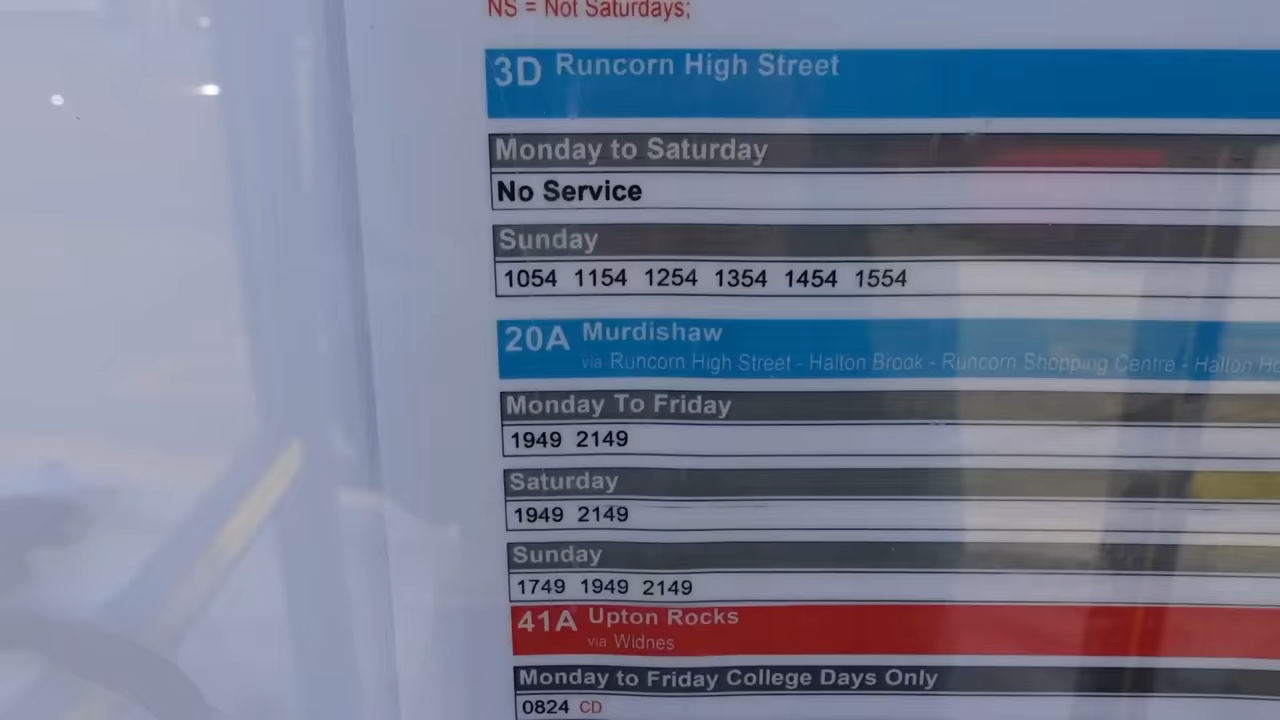 NS = Not Saturdays;
3D Runcorn High Street
Monday to Saturday
No Service
Sunday
1054 1154 1254 1354 1454 1554
20A Murdishaw
via Runcorn High Street - Halton Brook - Runcorn Shopping Centre - Halton
Monday To Friday
1949 2149
Saturday
1949 2149
Sunday
1749 1949 2149
41A Upton Rocks
via Widnes
Monday to Friday College Days Only
0824 CD